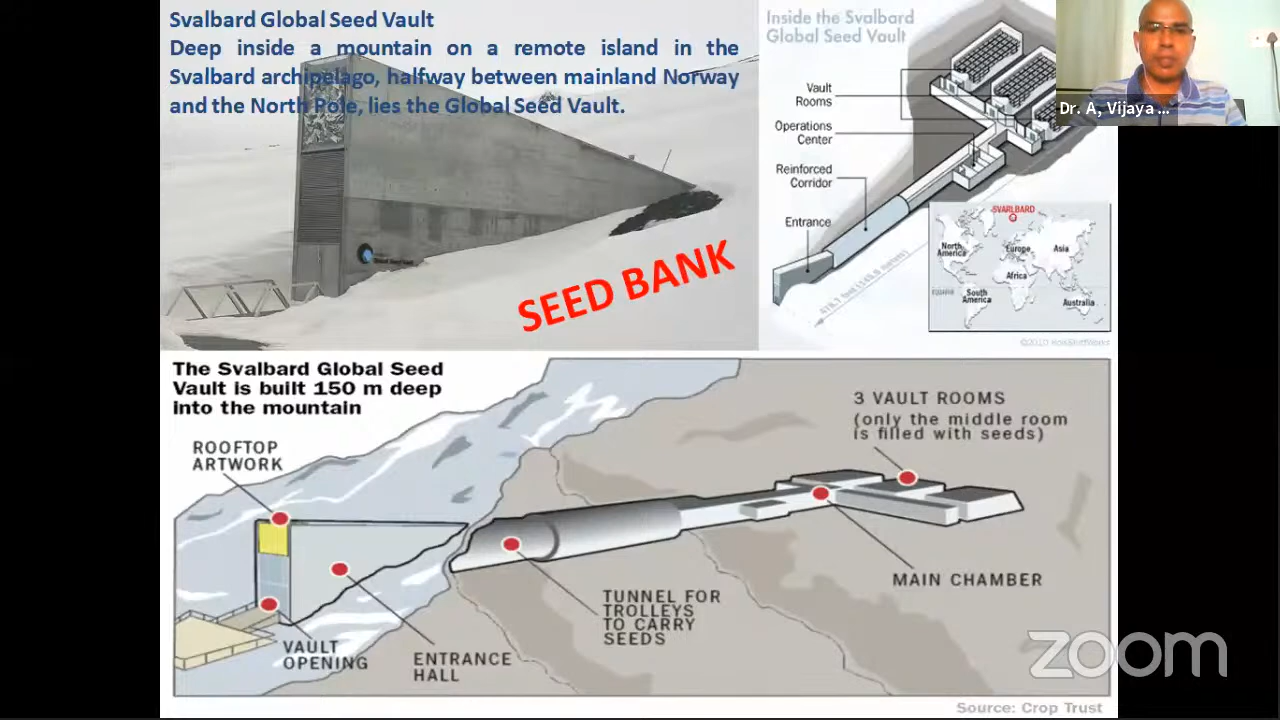 Svalbard Global Seed Vault
Deep inside a mountain on a remote island in the
Svalbard archipelago, halfway between mainland Norway
and the North Pole, lies the Global Seed Vault.
SEED BANK
Inside the Svalbard
Global Seed Vault
Vault
Rooms
Operations
Center
Reinforced
Corridor
Entrance
SVARLBARD
North
America
Europe
Asia
Africa
South
America
Australia
Dr. A, Vijaya ...
The Svalbard Global Seed
Vault is built 150 m deep
into the mountain
ROOFTOP
ARTWORK
VAULT
OPENING
ENTRANCE
HALL
TUNNEL FOR
TROLLEYS
TO CARRY
SEEDS
3 VAULT ROOMS
(only the middle room
is filled with seeds)
MAIN CHAMBER
zoom
Source: Crop Trust